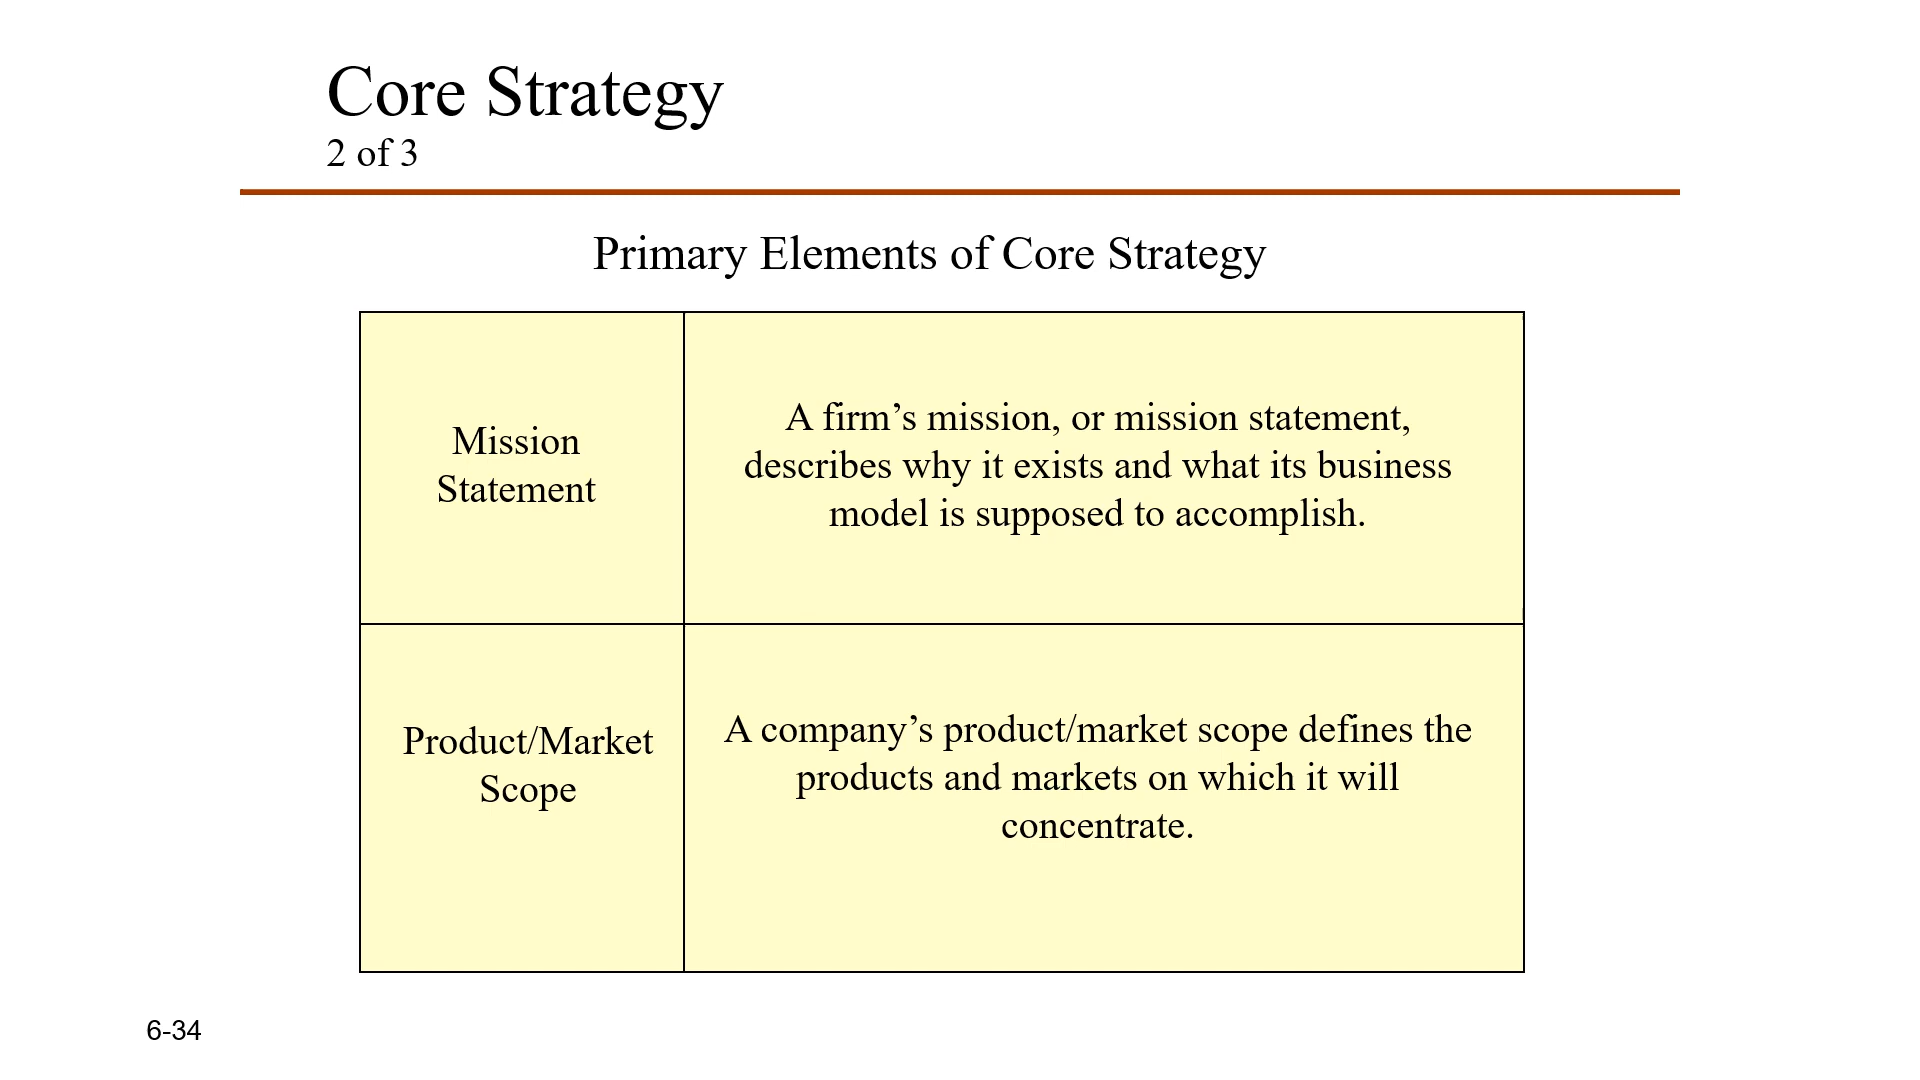 Core Strategy
2 of 3
Primary Elements of Core Strategy
Mission
Statement
A firm’s mission, or mission statement,
describes why it exists and what its business
model is supposed to accomplish.
Product/Market
Scope
A company’s product/market scope defines the
products and markets on which it will
concentrate.
6-34